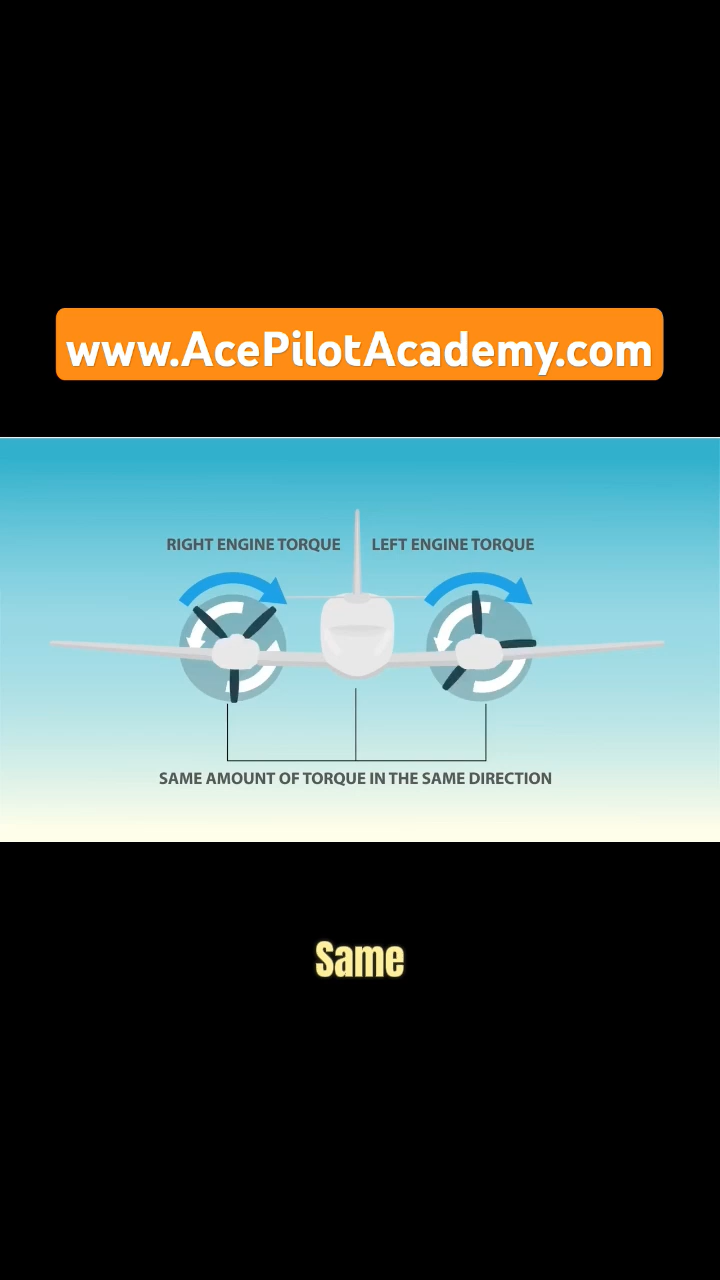 www.AcePilotAcademy.com
RIGHT ENGINE TORQUE
LEFT ENGINE TORQUE
SAME AMOUNT OF TORQUE IN THE SAME DIRECTION
Same